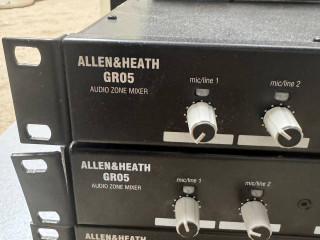 ALLEN&HEATH
GR05
AUDIO ZONE MIXER
mic/line 1
mic/line 2
ALLEN&HEATH
GR05
AUDIO ZONE MIXER
mic/line 1
mic/line 2
ALLEN&HEATH